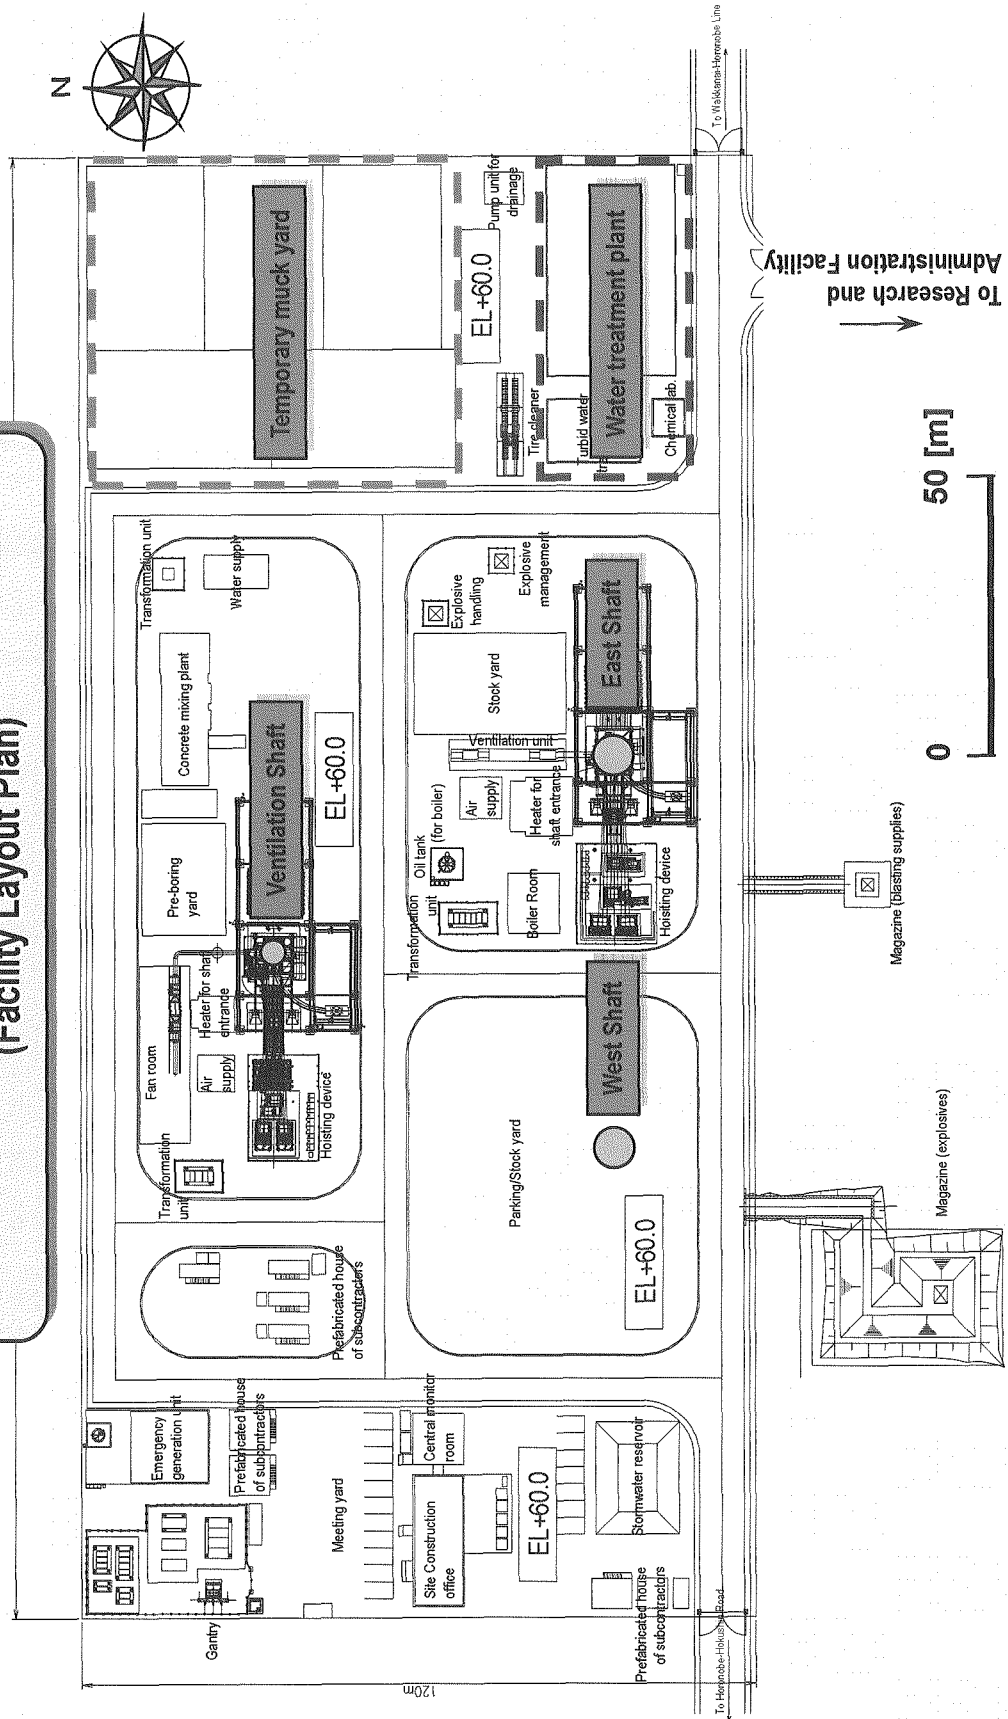 (Facility Layout Plan)
N
120m
Gantry
Emergency
generation unit
Prefabricated house
of subcontractors
Meeting yard
Site Construction
office
Central monitor
room
EL+60.0
Stormwater reservoir
Prefabricated house
of subcontractors
To Horonobe-Hokushin Road
Prefabricated house
of subcontractors
Transformation
unit
Fan room
Air
supply
Heater for shaft
entrance
Hoisting device
Pre-boring
yard
Ventilation Shaft
Concrete mixing plant
EL+60.0
Transformation unit
Water supply
Parking/Stock yard
West Shaft
EL+60.0
Transformation
unit
Oil tank
(for boiler)
Boiler Room
Air
supply
Heater for
shaft entrance
Hoisiting device
Ventilation unit
Stock yard
Explosive
handling
Explosive
management
East Shaft
Temporary muck yard
EL+60.0
Pump unit for
drainage
Tire cleaner
Turbid water
Water treatment plant
Chemical lab.
To Wakkanai-Horonobe Line
To Research and
Administration Facility
Magazine (explosives)
Magazine (blasting supplies)
0
50 [m]